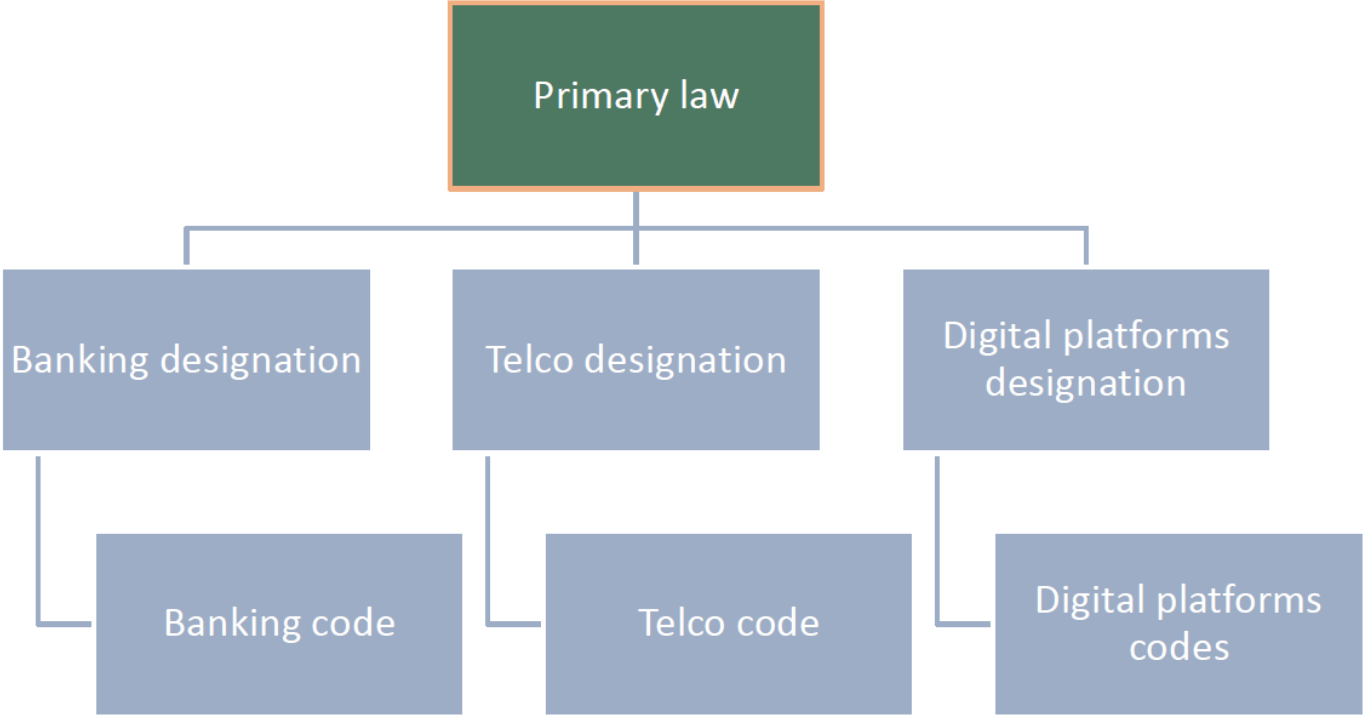 Primary law
Banking designation
Telco designation
Digital platforms
designation
Banking code
Telco code
Digital platforms
codes